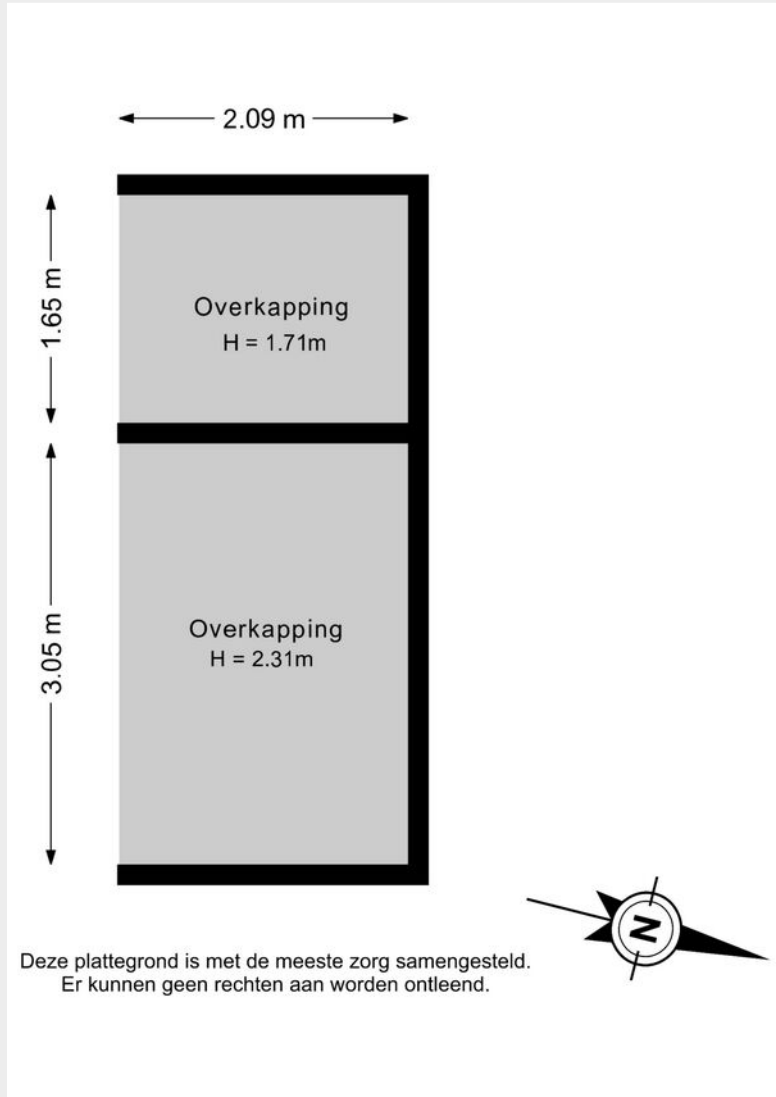 2.09 m
1.65 m
Overkapping
H = 1.71m
3.05 m
Overkapping
H = 2.31m
N
Deze plattegrond is met de meeste zorg samengesteld.
Er kunnen geen rechten aan worden ontleend.